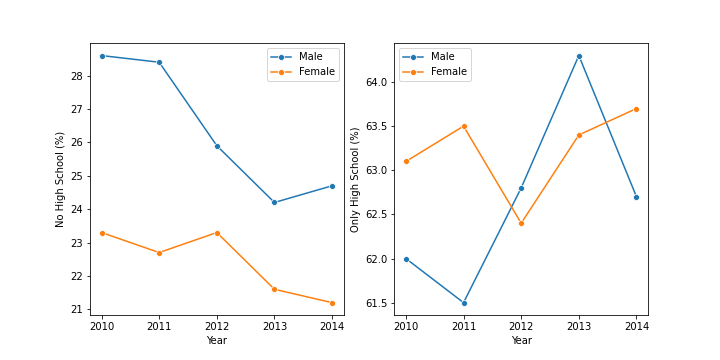 No High School (%)
28
27
26
25
24
23
22
21
2010 2011 2012 2013 2014
Year
Male
Female
Only High School (%)
64.0
63.5
63.0
62.5
62.0
61.5
2010 2011 2012 2013 2014
Year
Male
Female